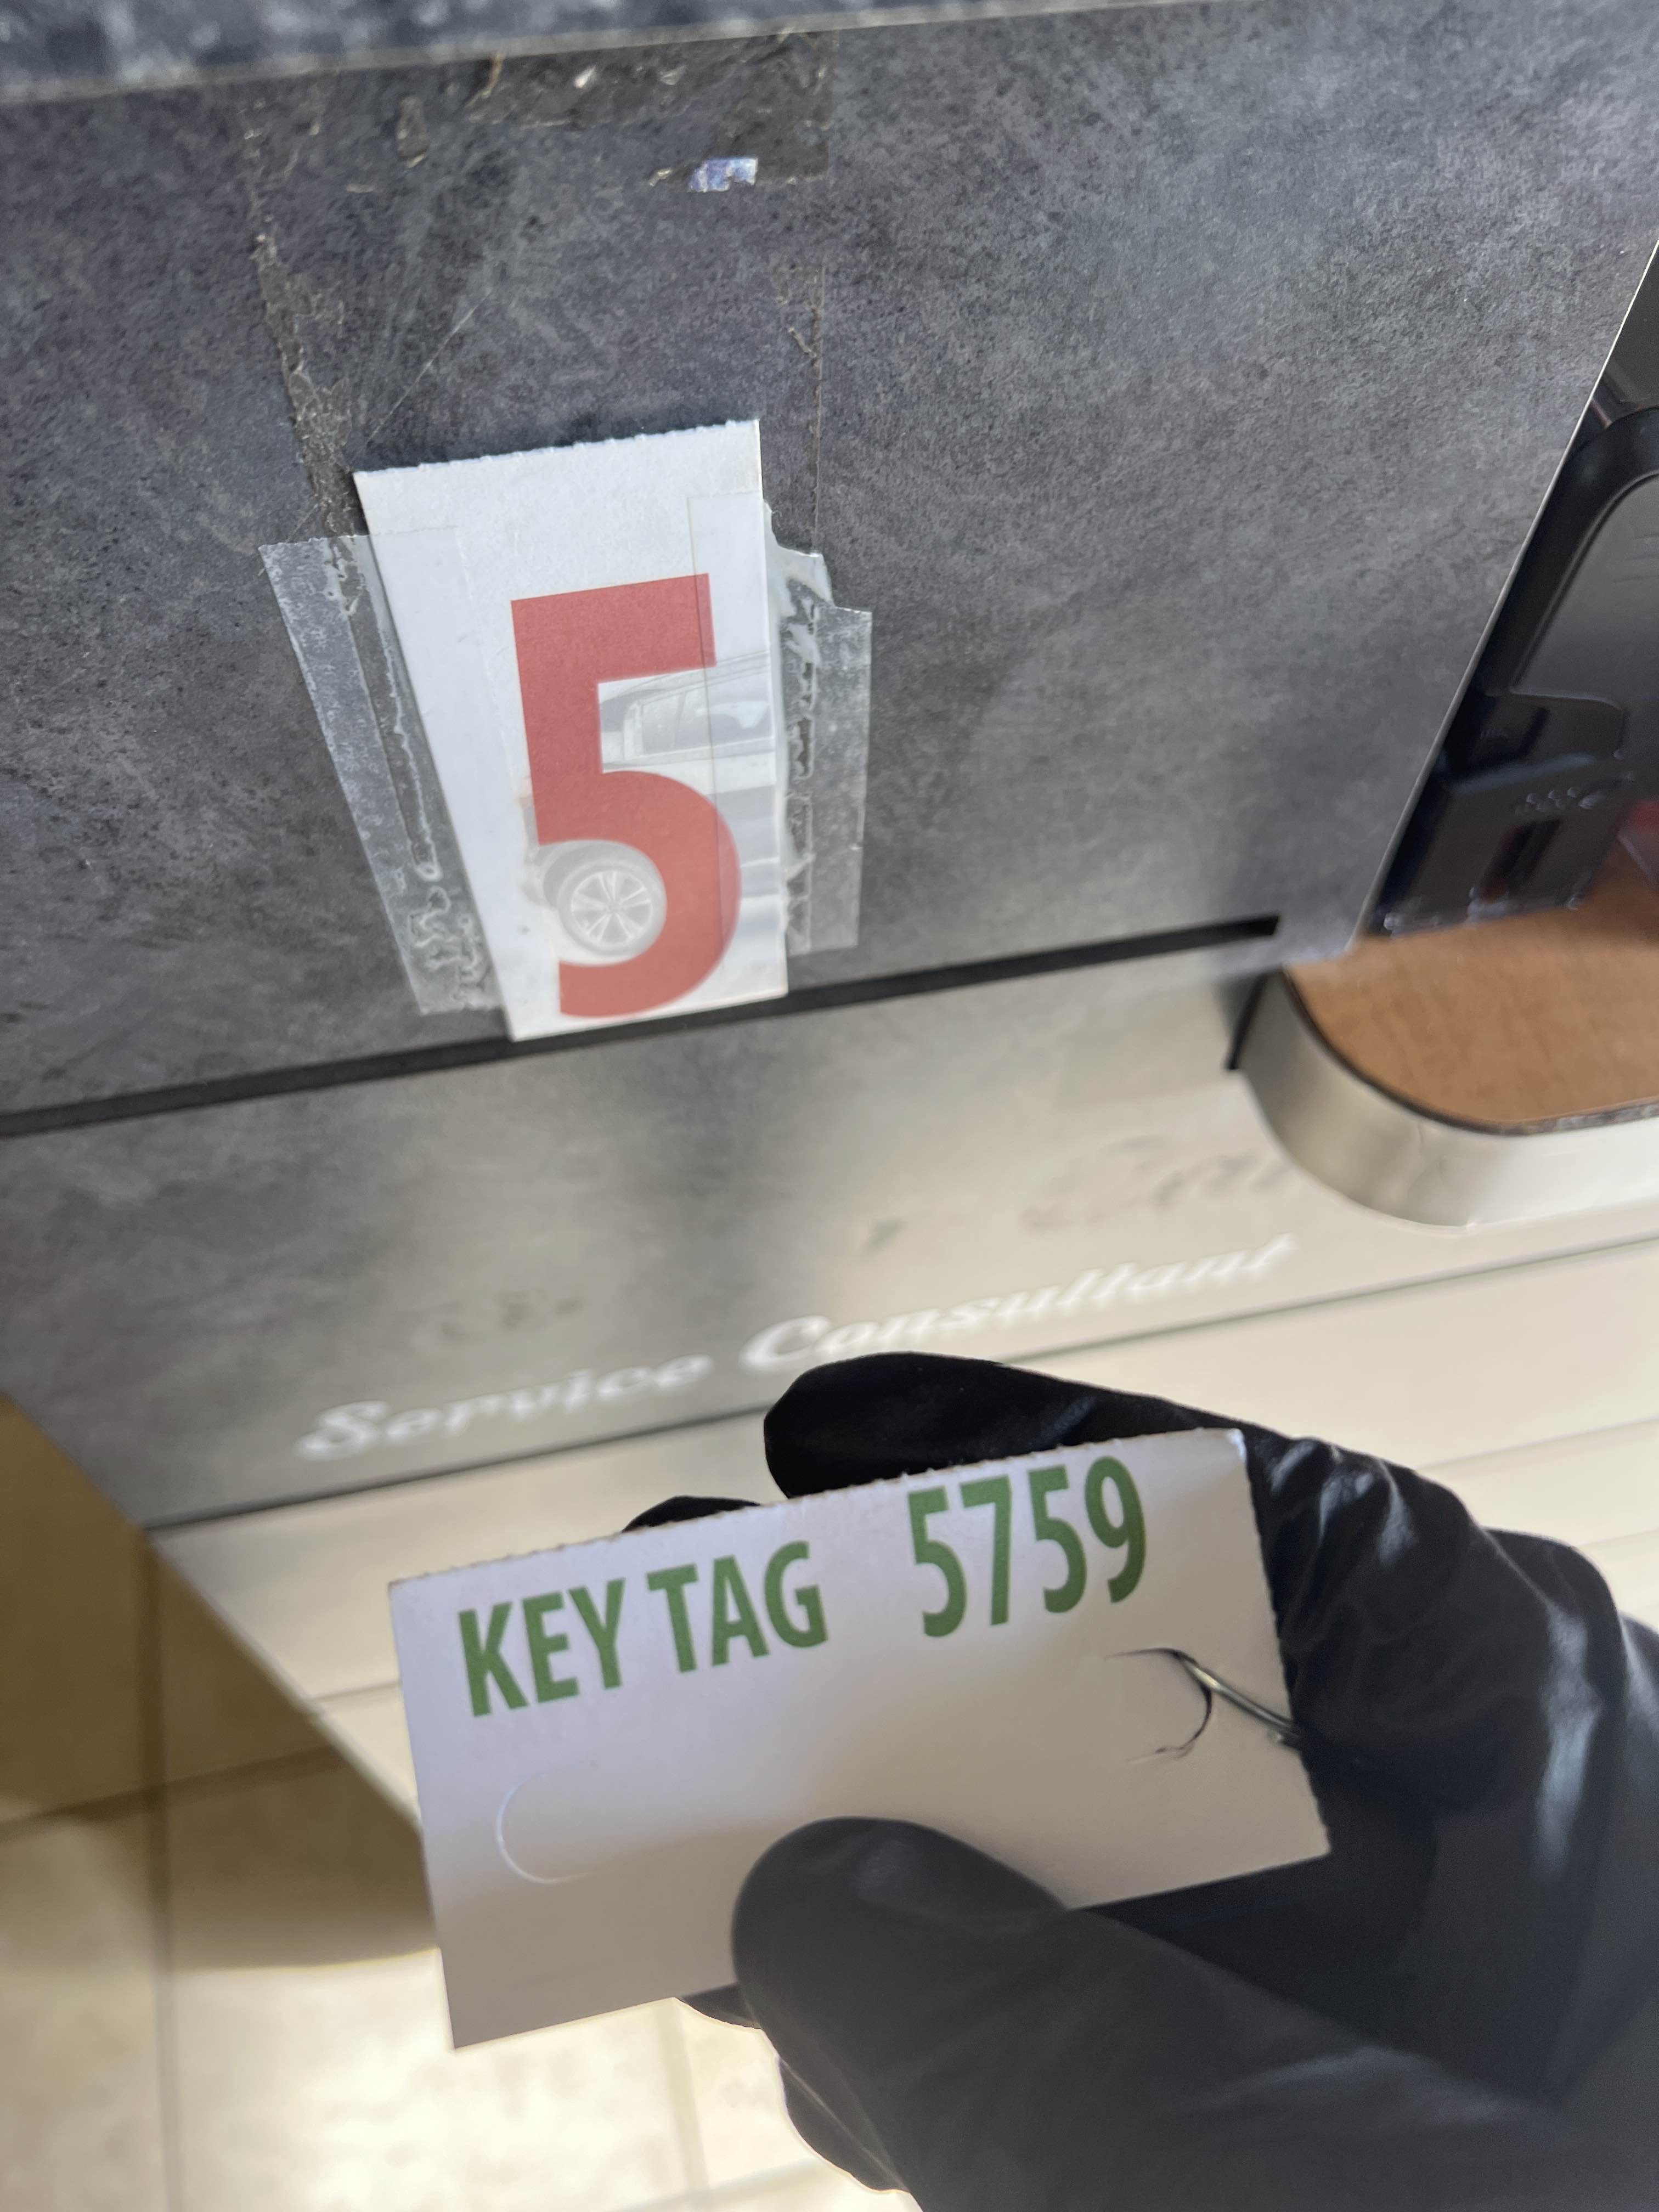 5
Service Consultant
KEY TAG 5759